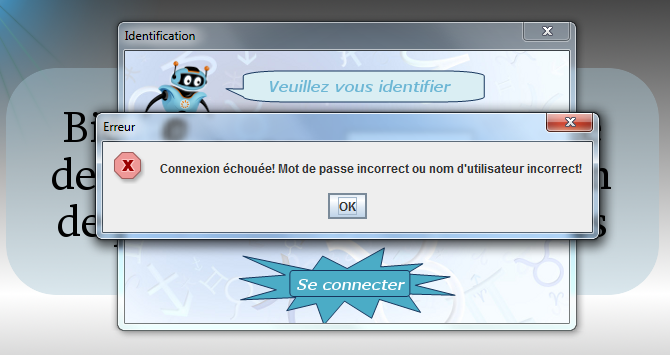 Identification
Veuillez vous identifier
Erreur
Connexion échouée! Mot de passe incorrect ou nom d'utilisateur incorrect!
OK
Se connecter